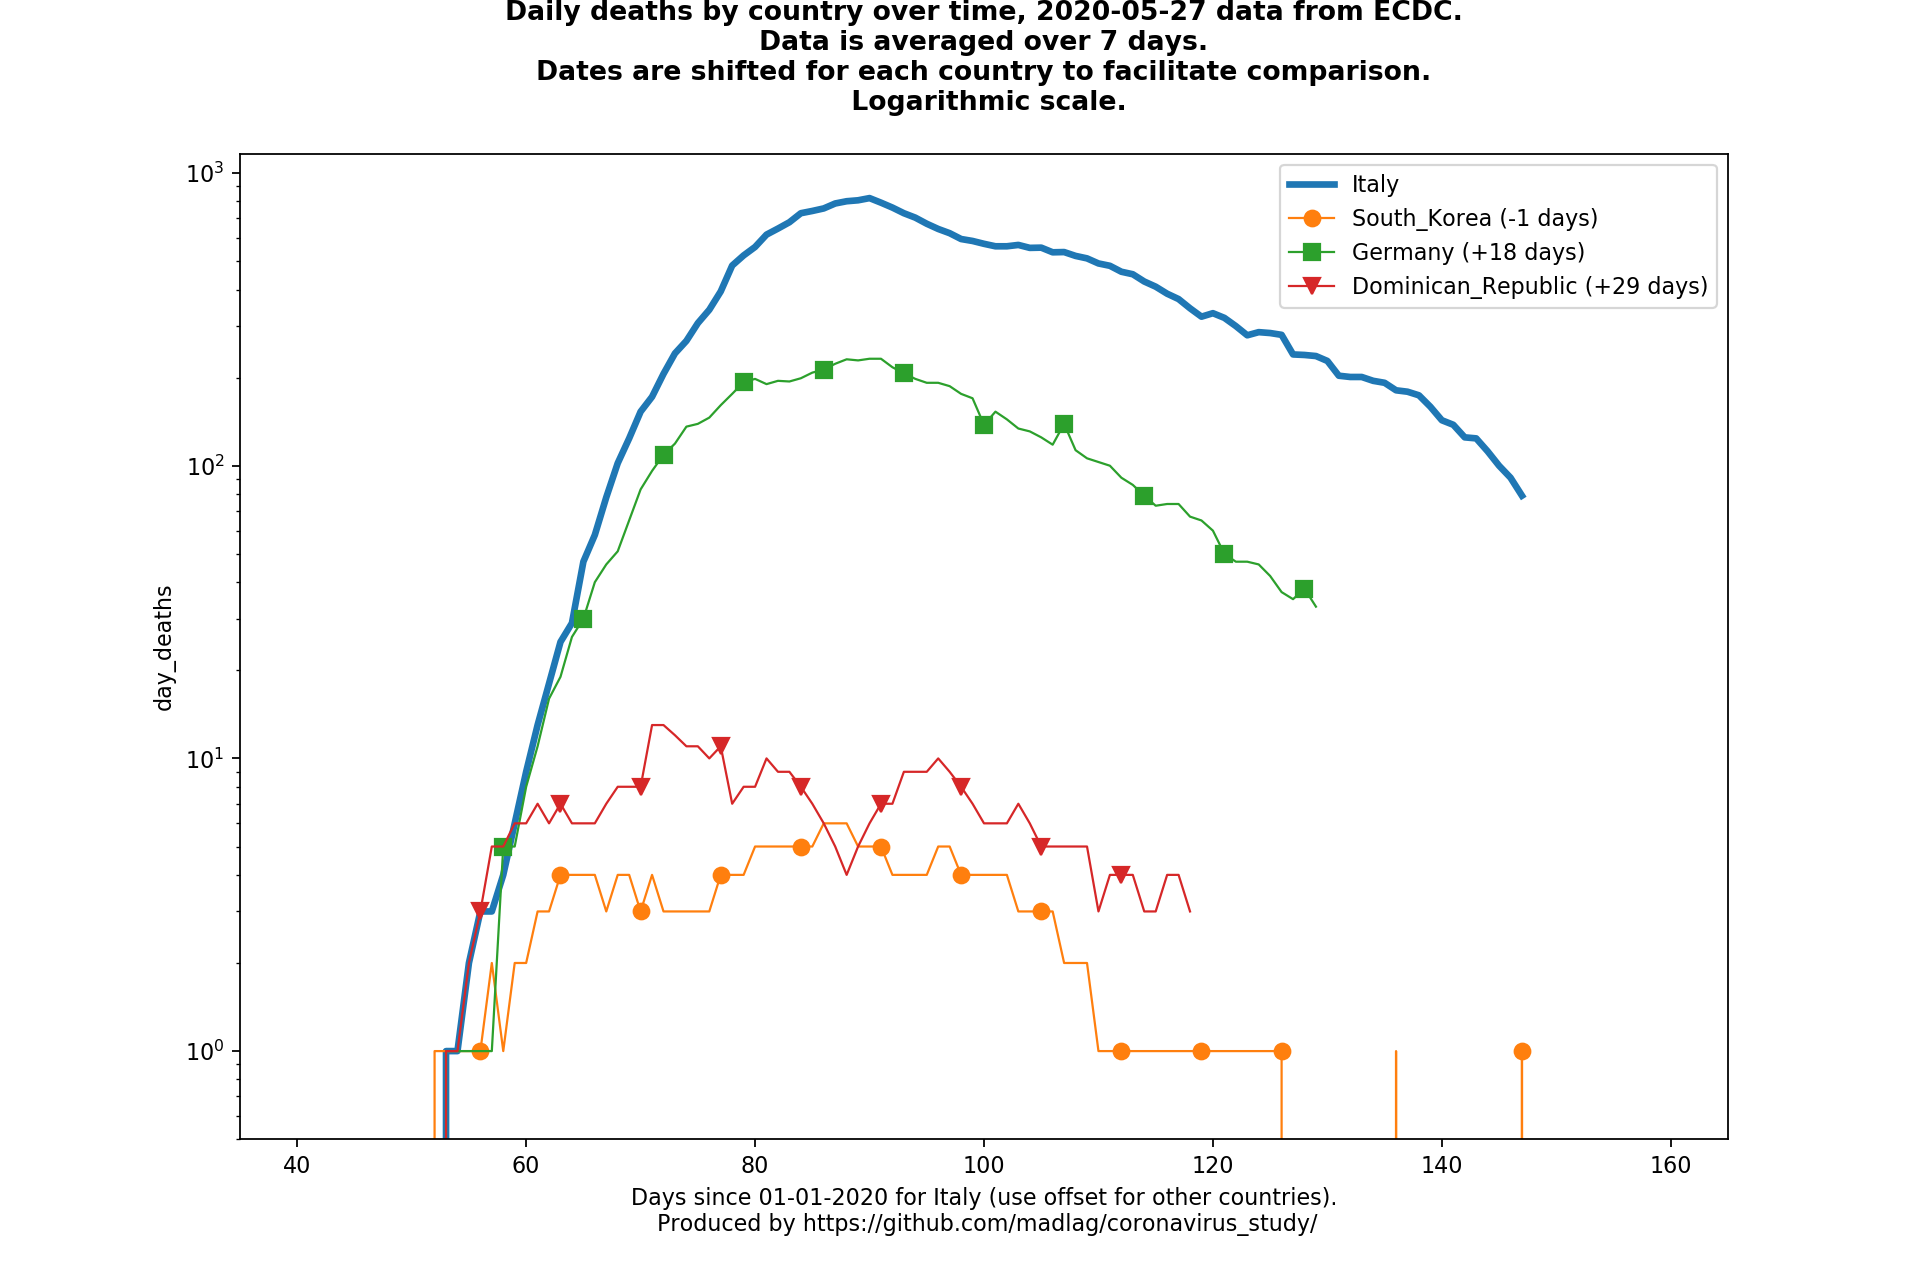 Daily deaths by country over time, 2020-05-27 data from ECDC.
Data is averaged over 7 days.
Dates are shifted for each country to facilitate comparison.
Logarithmic scale.
10³
10²
10¹
10⁰
day_deaths
Italy
South_Korea (-1 days)
Germany (+18 days)
Dominican_Republic (+29 days)
40 60 80 100 120 140 160
Days since 01-01-2020 for Italy (use offset for other countries).
Produced by https://github.com/madlag/coronavirus_study/